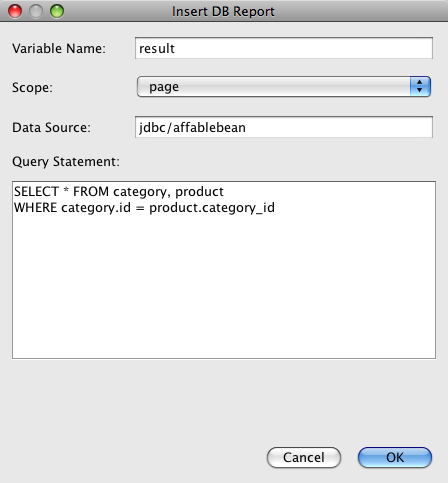 Insert DB Report
Variable Name: result
Scope: page
Data Source: jdbc/affablebean
Query Statement:
SELECT * FROM category, product
WHERE category.id = product.category_id
Cancel OK